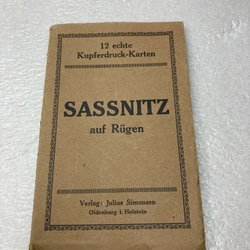 12 echte
Kupferdruck-Karten
SASSNITZ
auf Rügen
Verlag: Julius Simonsen
Oldenburg i. Holstein